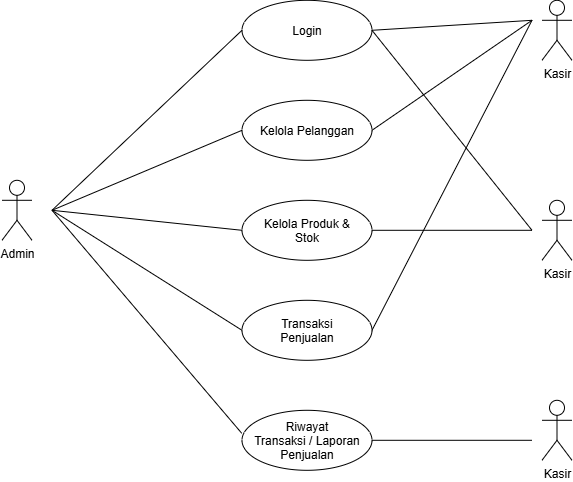 Login
Kasir
Kelola Pelanggan
Admin
Kelola Produk &
Stok
Kasir
Transaksi
Penjualan
Riwayat
Transaksi / Laporan
Penjualan
Kasir